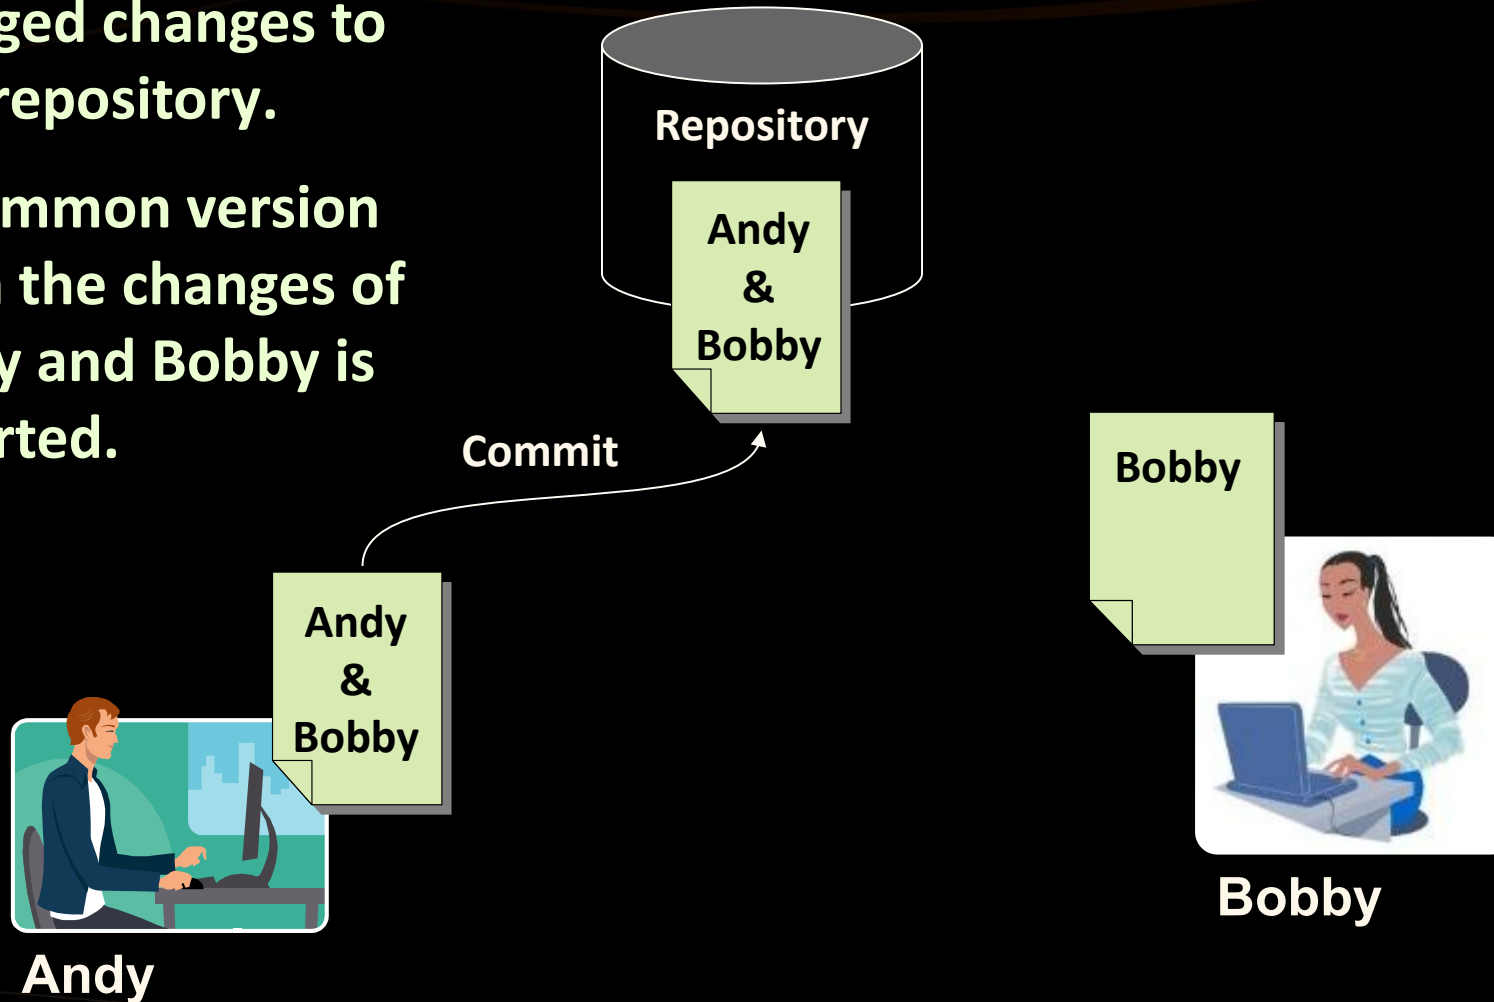 ged changes to
repository.
mmon version
the changes of
y and Bobby is
rted.
Repository
Andy
&
Bobby
Commit
Bobby
Andy
&
Bobby
Bobby
Andy